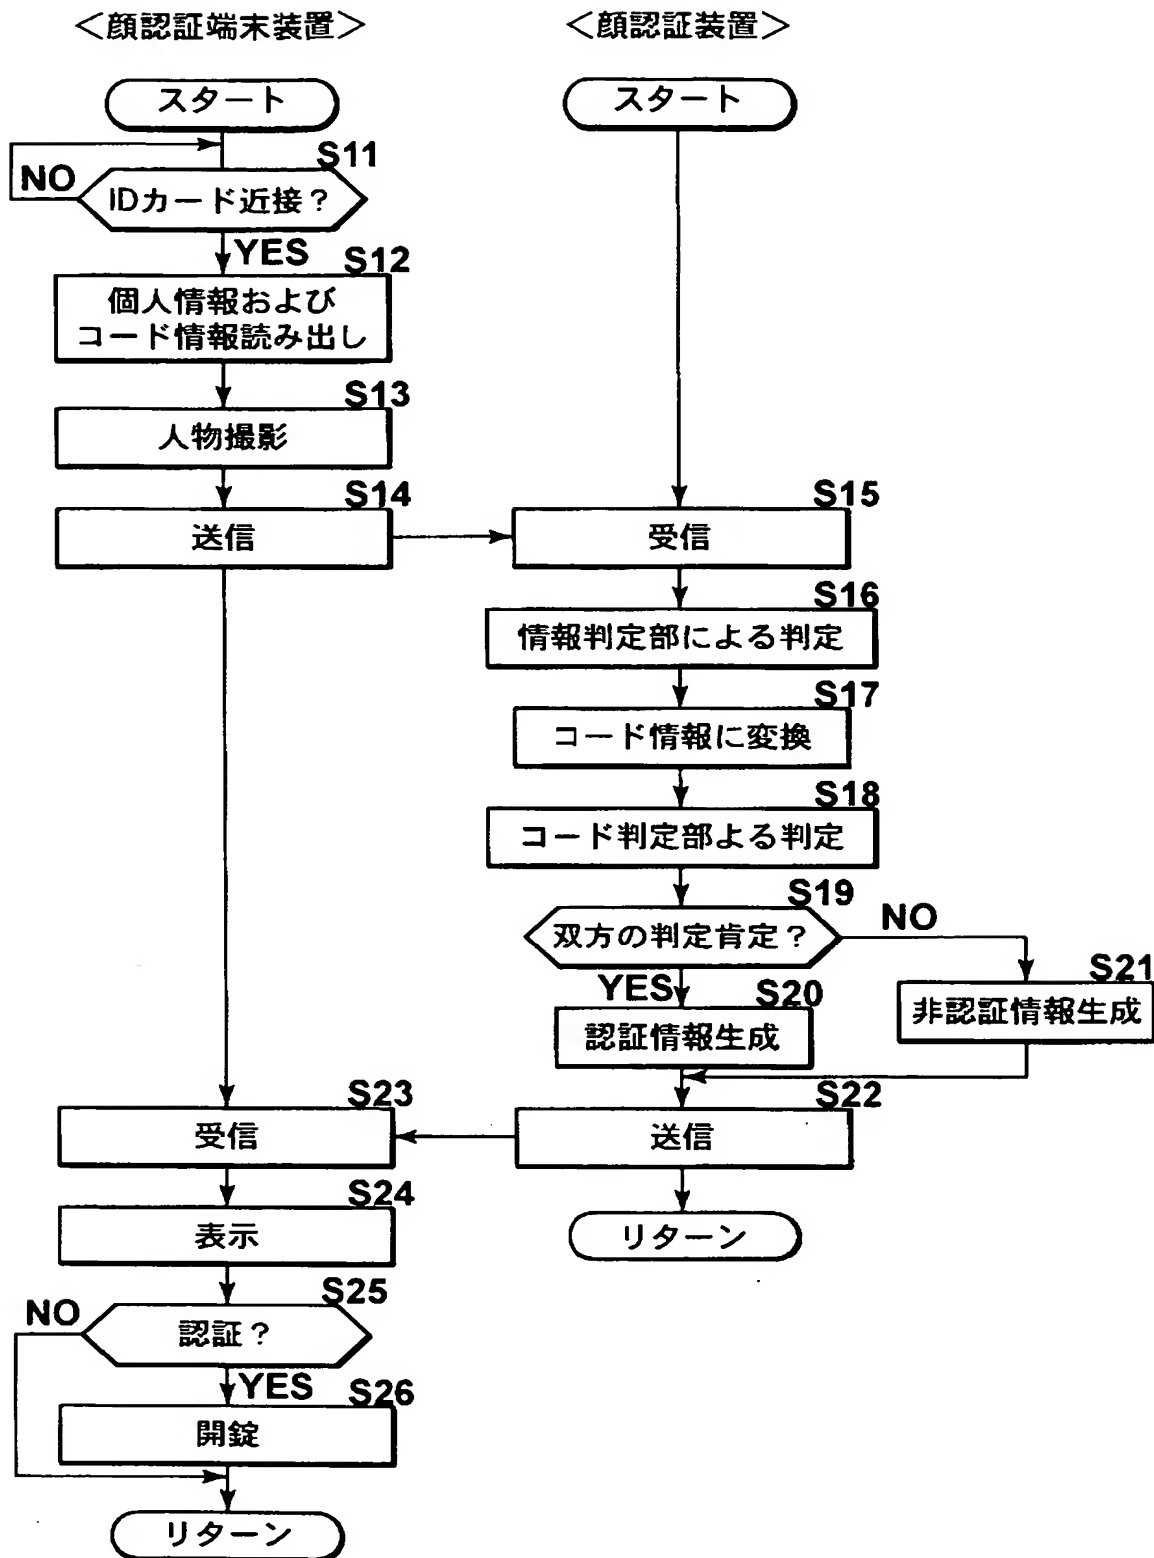 <顔認証端末装置>
<顔認証装置>
スタート
スタート
S11
NO
IDカード近接?
YES
S12
個人情報および
コード情報読み出し
S13
人物撮影
S14
送信
S15
受信
S16
情報判定部による判定
S17
コード情報に変換
S18
コード判定部よる判定
S19
双方の判定肯定?
NO
YES
S20
認証情報生成
S21
非認証情報生成
S22
送信
S23
受信
リターン
S24
表示
S25
NO
認証?
YES
S26
開錠
リターン